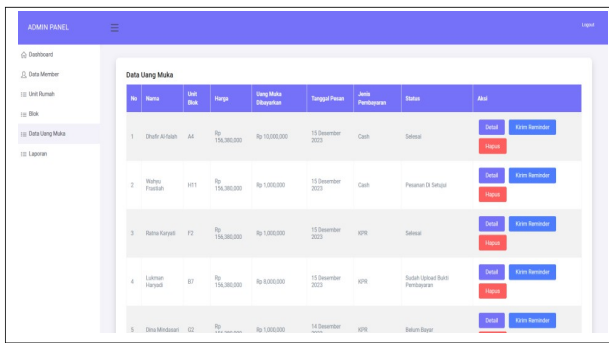 ADMIN PANEL
Logout
Dashboard
Data Member
Unit Rumah
Blok
Data Uang Muka
Laporan
Data Uang Muka
No Nama Unit Blok Harga Uang Muka Dibayarkan Tanggal Pesan Jenis Pembayaran Status Aksi
1 Dhafir Al-falah A4 Rp 156,380,000 Rp 10,000,000 15 Desember 2023 Cash Selesai Detail Kirim Reminder
Hapus
2 Wahyu H11 Rp 156,380,000 Rp 1,000,000 15 Desember 2023 Cash Pesanan Di Setujui Detail Kirim Reminder
Hapus
3 Ratna Karyadi F2 Rp 156,380,000 Rp 1,000,000 15 Desember 2023 KPR Selesai Detail Kirim Reminder
Hapus
4 Lukman Haryadi B7 Rp 156,380,000 Rp 9,000,000 15 Desember 2023 KPR Sudah Upload Bukti Pembayaran Detail Kirim Reminder
Hapus
5 Dina Mindasari Q2 Rp Rp 1,000,000 14 Desember KPR Belum Bayar Detail Kirim Reminder